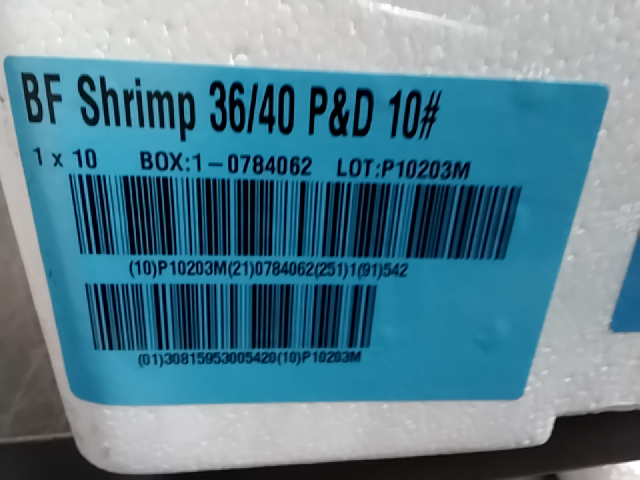 BF Shrimp 36/40 P&D 10#
1 x 10 BOX:1-0784062 LOT:P10203M
(10)P10203M(21)0784062(251)1(91)542
(01)30815953005420(10)P10203M